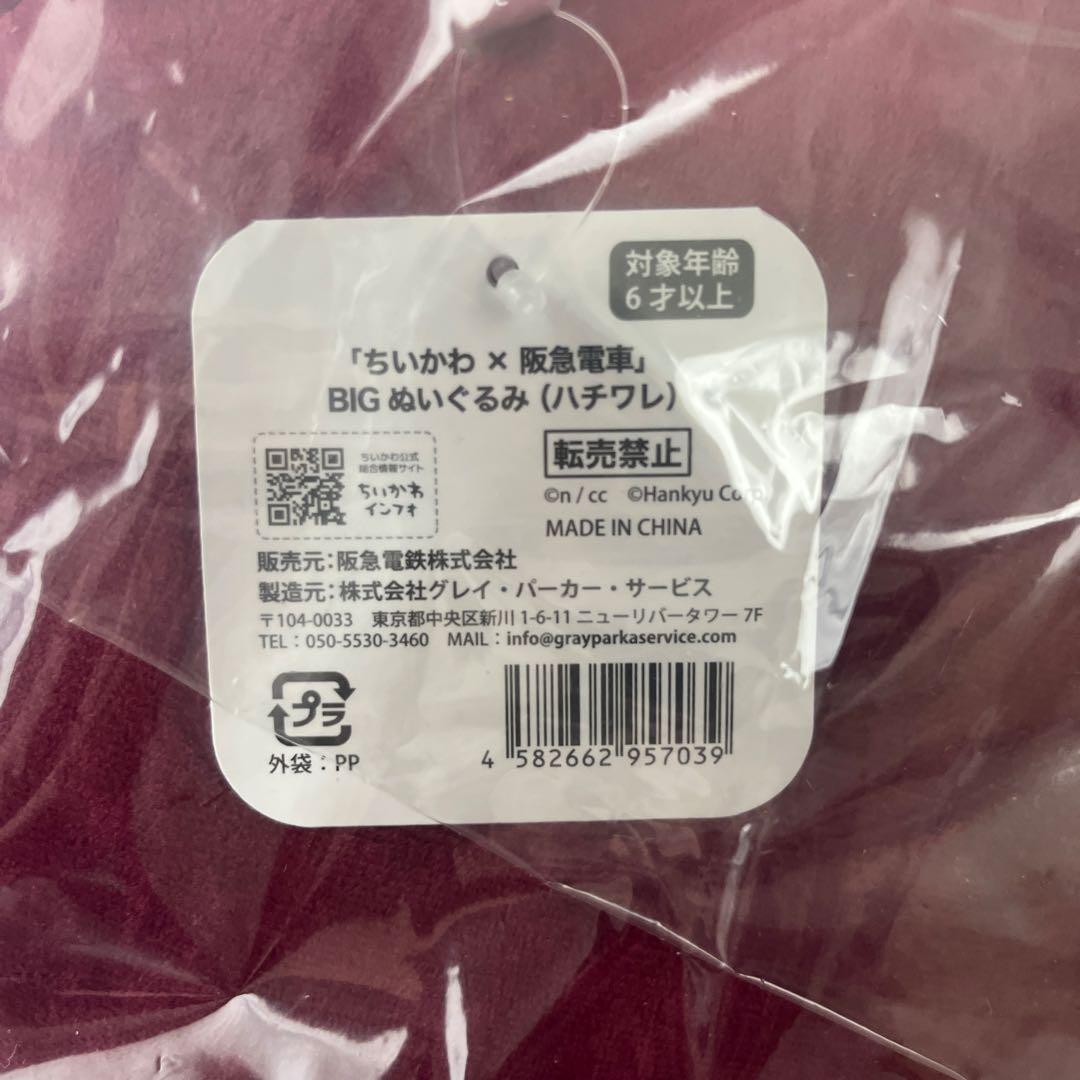 対象年齢
6才以上
「ちいかわ × 阪急電車」
BIG ぬいぐるみ(ハチワレ)
ちいかわ公式
総合情報サイト
ちいかわ
インフォ
転売禁止
©n / cc ©Hankyu Corp
MADE IN CHINA
販売元:阪急電鉄株式会社
製造元:株式会社グレイ・パーカー・サービス
〒104-0033 東京都中央区新川 1-6-11 ニューリバータワー 7F
TEL:050-5530-3460 MAIL:info@grayparkaservice.com
プラ
外袋:PP
4 582662 957039